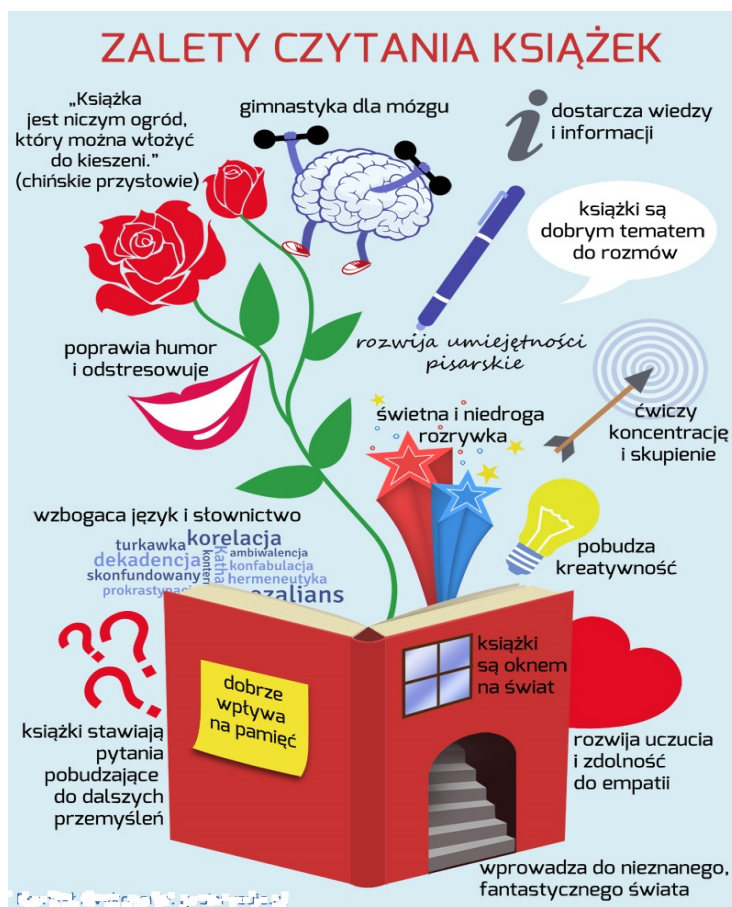 ZALETY CZYTANIA KSIĄŻEK
„Książka
jest niczym ogród,
który można włożyć
do kieszeni.”
(chińskie przysłowie)
gimnastyka dla mózgu
dostarcza wiedzy
i informacji
książki są
dobrym tematem
do rozmów
poprawia humor
i odstresowuje
rozwija umiejętności
pisarskie
świetna i niedroga
rozrywka
ćwiczy
koncentrację
i skupienie
wzbogaca język i słownictwo
korelacja
turkawka
ambiwalencja
dekadencja
konfabulacja
skonfundowany
hermeneutyka
pobudza
kreatywność
książki
są oknem
na świat
dobrze
wpływa
na pamięć
książki stawiają
pytania
pobudzające
do dalszych
przemyśleń
rozwija uczucia
i zdolność
do empatii
wprowadza do nieznanego,
fantastycznego świata